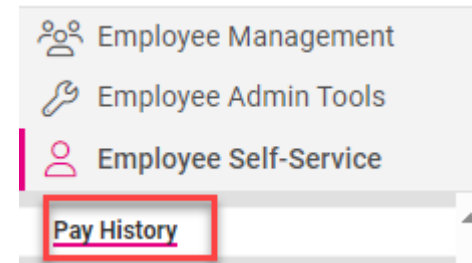 Employee Management
Employee Admin Tools
Employee Self-Service
Pay History